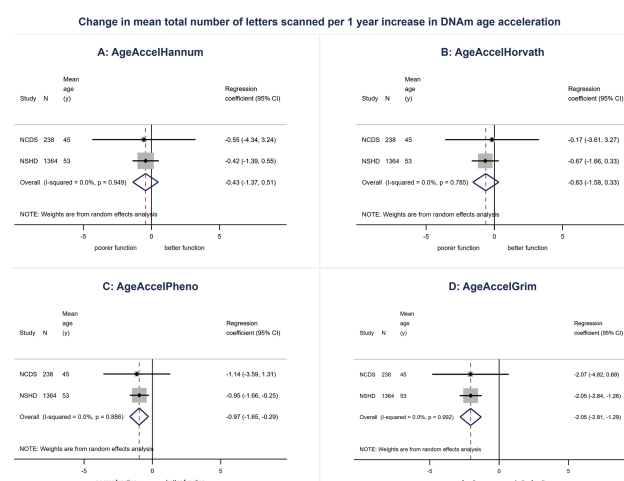 Change in mean total number of letters scanned per 1 year increase in DNAm age acceleration
A: AgeAccelHannum
Mean
age
Regression
Study N (y) coefficient (95% CI)
NCDS 238 45 -0.55 (-4.34, 3.24)
NSHD 1364 53 -0.42 (-1.39, 0.55)
Overall (I-squared = 0.0%, p = 0.949) -0.43 (-1.37, 0.51)
NOTE: Weights are from random effects analysis
-5 0 5
poorer function better function
B: AgeAccelHorvath
Mean
age
Regression
Study N (y) coefficient (95% CI)
NCDS 238 45 -0.17 (-3.61, 3.27)
NSHD 1364 53 -0.67 (-1.66, 0.33)
Overall (I-squared = 0.0%, p = 0.785) -0.63 (-1.58, 0.33)
NOTE: Weights are from random effects analysis
-5 0 5
poorer function better function
C: AgeAccelPheno
Mean
age
Regression
Study N (y) coefficient (95% CI)
NCDS 238 45 -1.14 (-3.59, 1.31)
NSHD 1364 53 -0.95 (-1.66, -0.25)
Overall (I-squared = 0.0%, p = 0.886) -0.97 (-1.65, -0.29)
NOTE: Weights are from random effects analysis
-5 0 5
D: AgeAccelGrim
Mean
age
Regression
Study N (y) coefficient (95% CI)
NCDS 238 45 -2.07 (-4.82, 0.69)
NSHD 1364 53 -2.05 (-2.84, -1.26)
Overall (I-squared = 0.0%, p = 0.992) -2.05 (-2.81, -1.29)
NOTE: Weights are from random effects analysis
-5 0 5